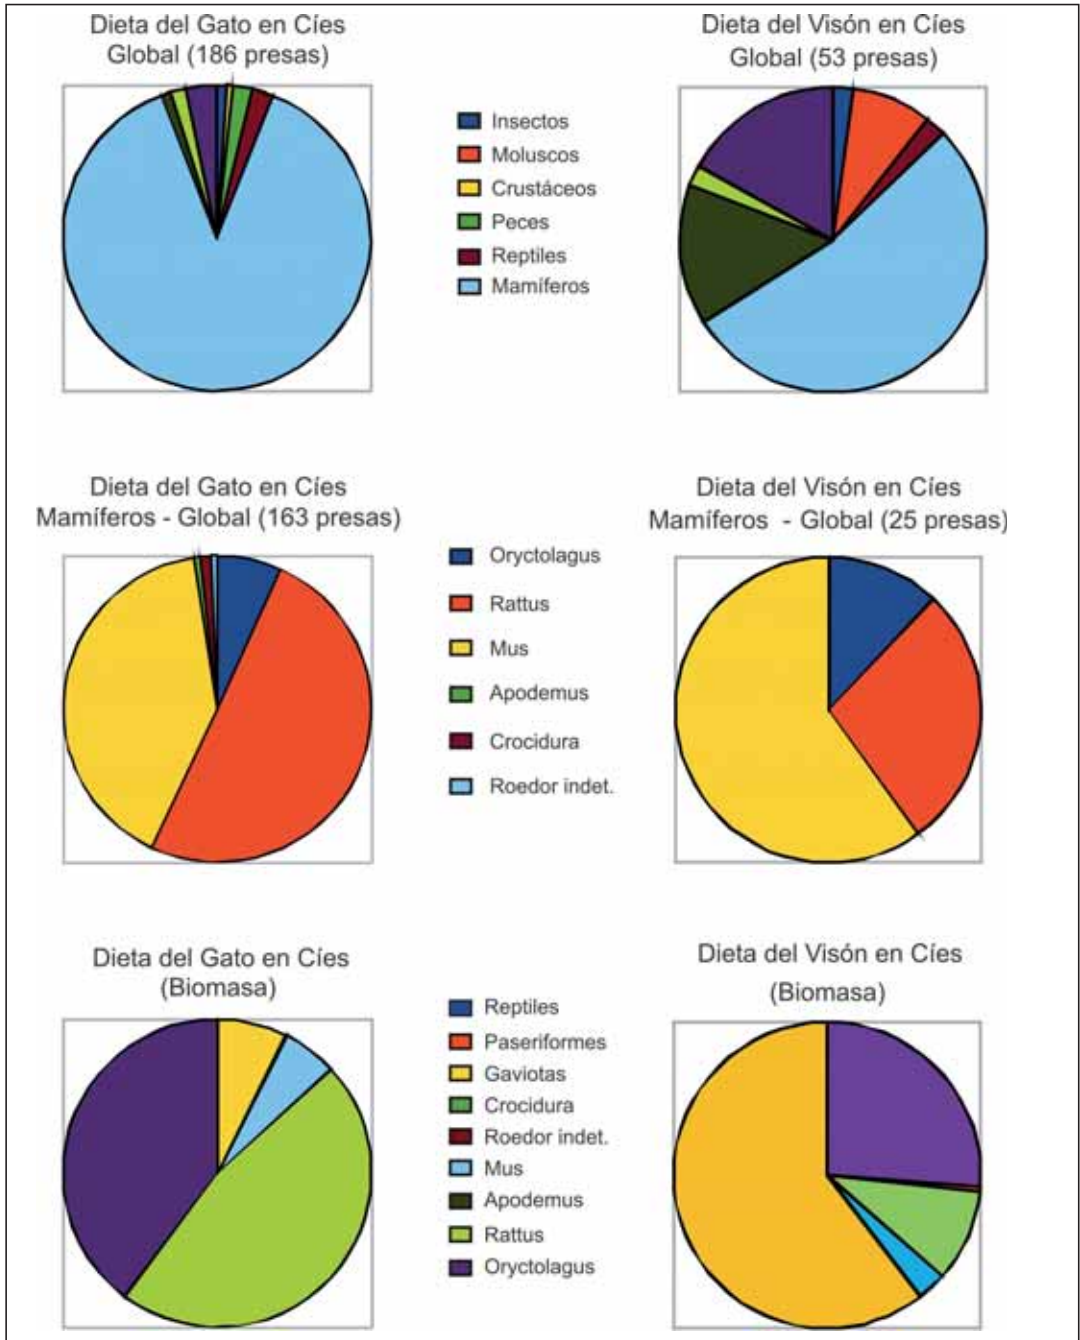 Dieta del Gato en Cíes
Global (186 presas)
Dieta del Visón en Cíes
Global (53 presas)
Insectos
Moluscos
Crustáceos
Peces
Reptiles
Mamíferos
Dieta del Gato en Cíes
Mamíferos - Global (163 presas)
Dieta del Visón en Cíes
Mamíferos - Global (25 presas)
Oryctolagus
Rattus
Mus
Apodemus
Crocidura
Roedor indet.
Dieta del Gato en Cíes
(Biomasa)
Dieta del Visón en Cíes
(Biomasa)
Reptiles
Paseriformes
Gaviotas
Crocidura
Roedor indet.
Mus
Apodemus
Rattus
Oryctolagus